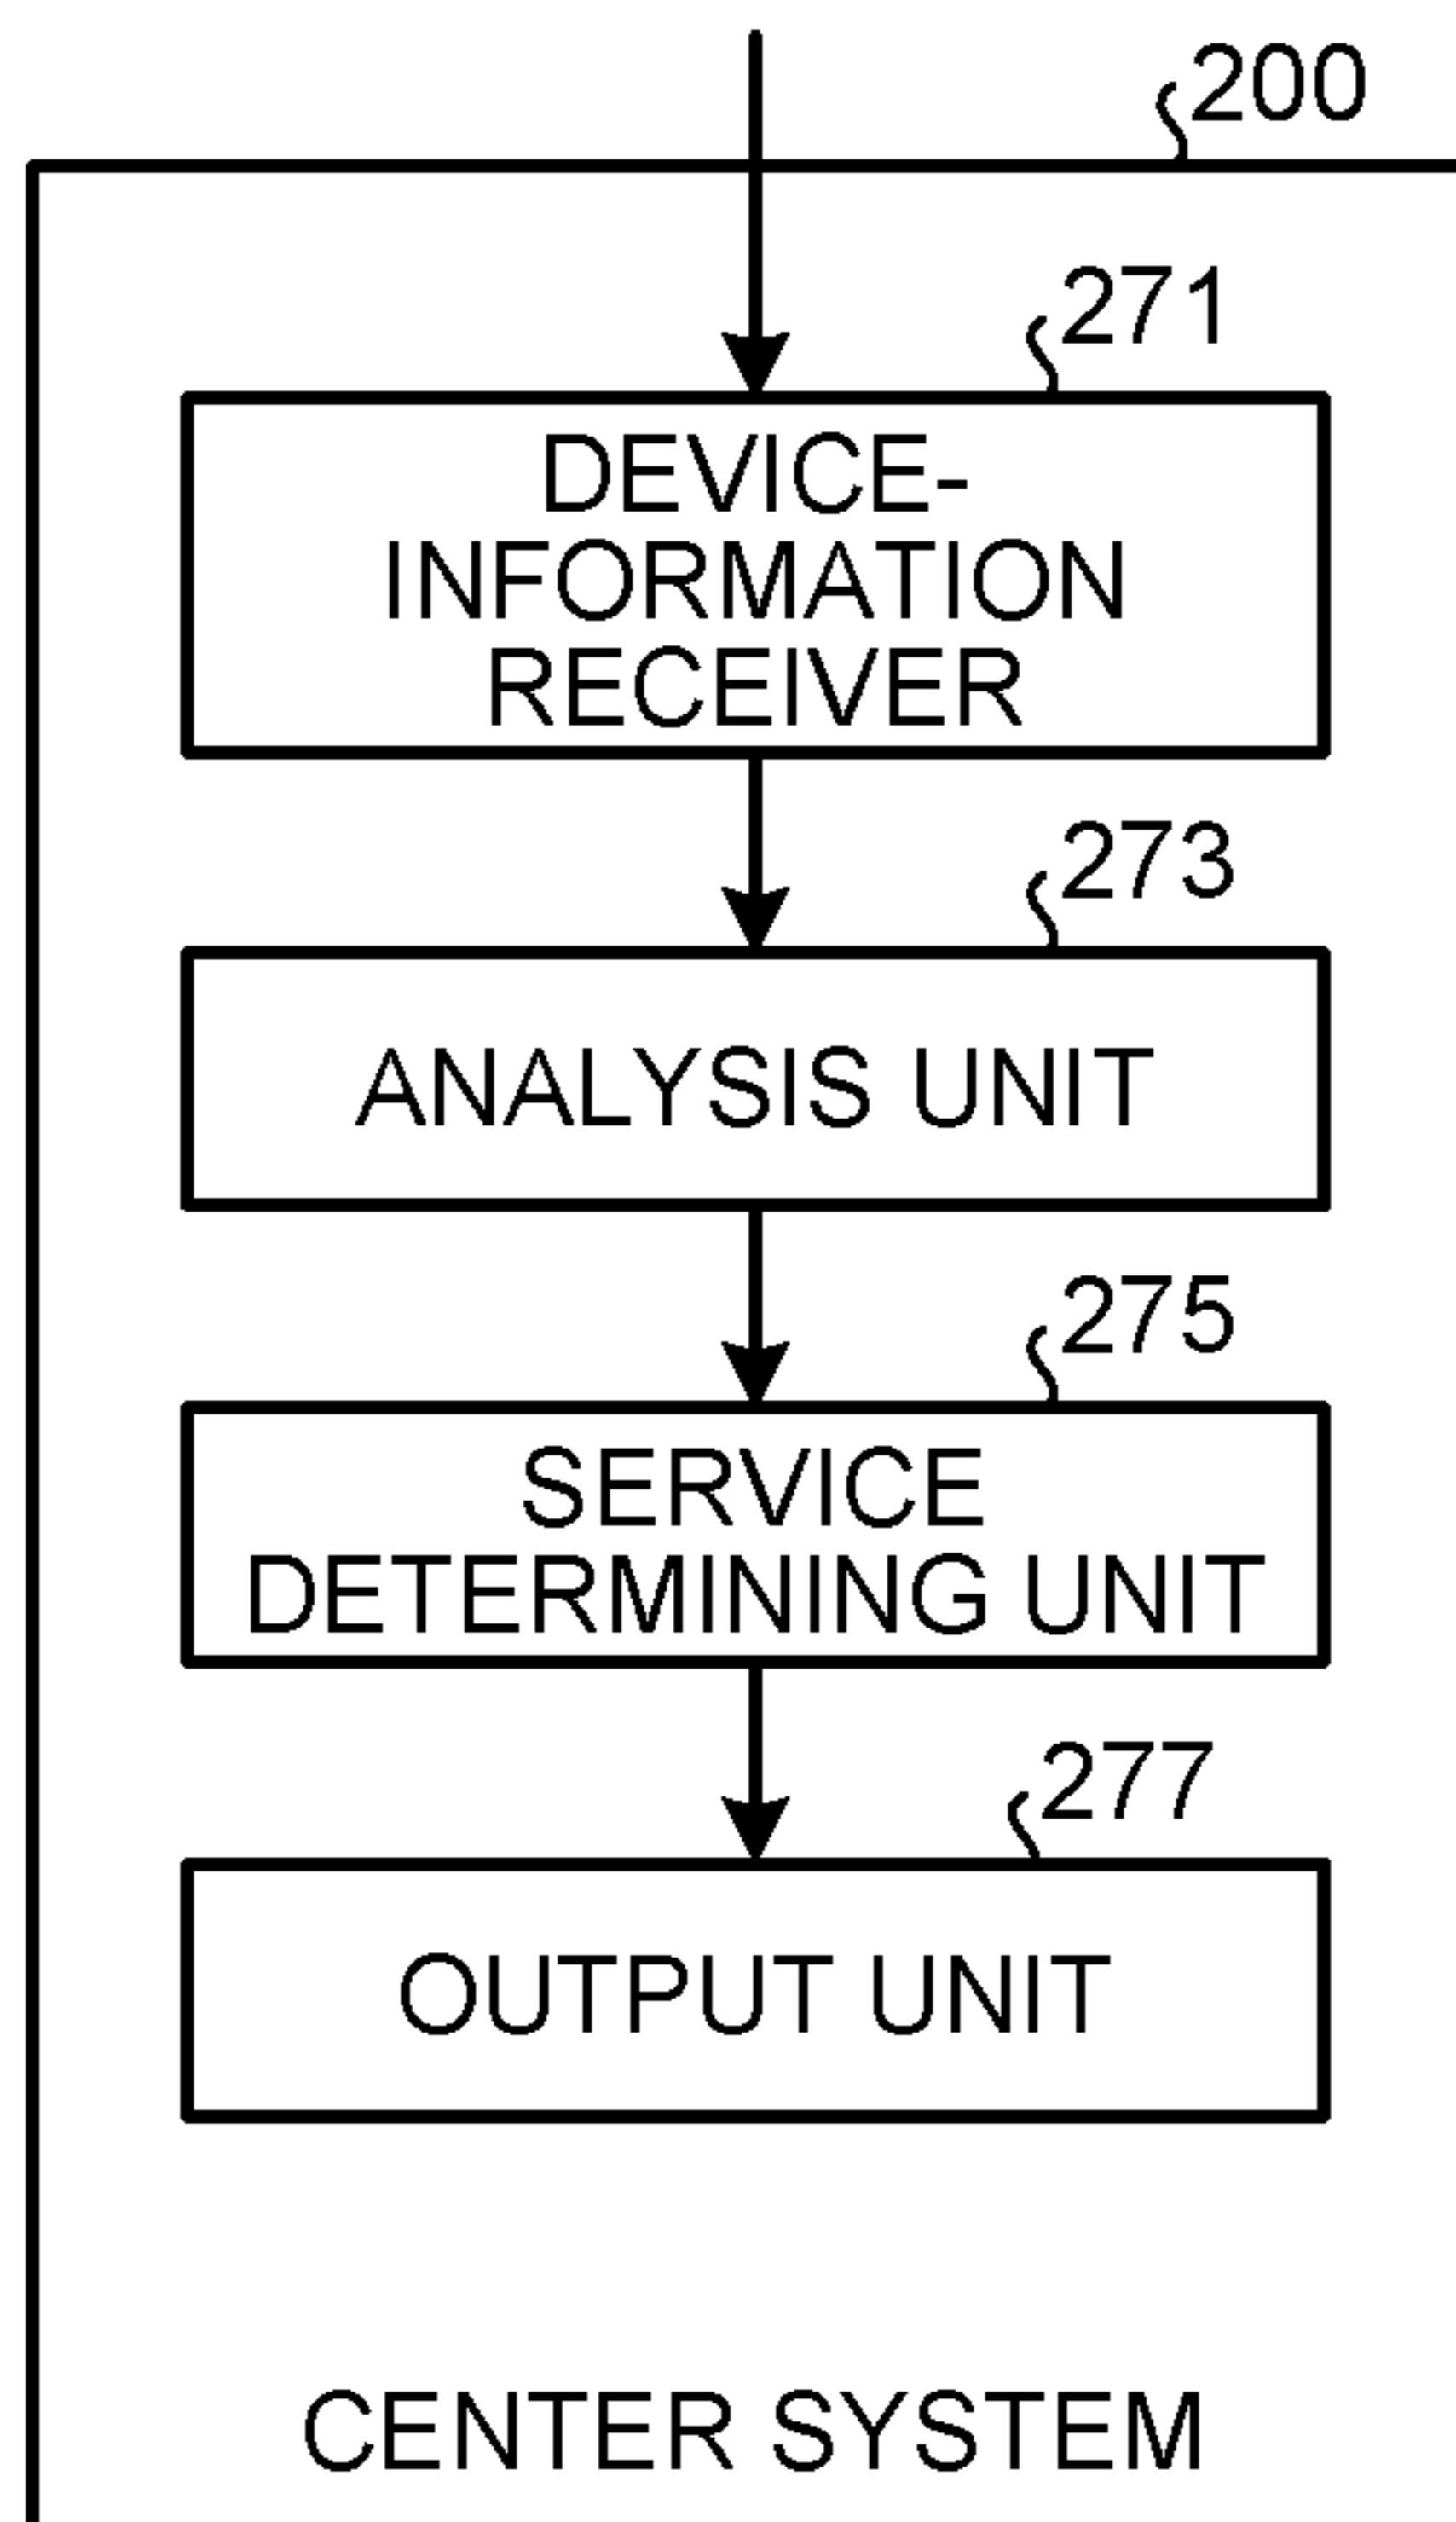 200
271
DEVICE-
INFORMATION
RECEIVER
273
ANALYSIS UNIT
275
SERVICE
DETERMINING UNIT
277
OUTPUT UNIT
CENTER SYSTEM